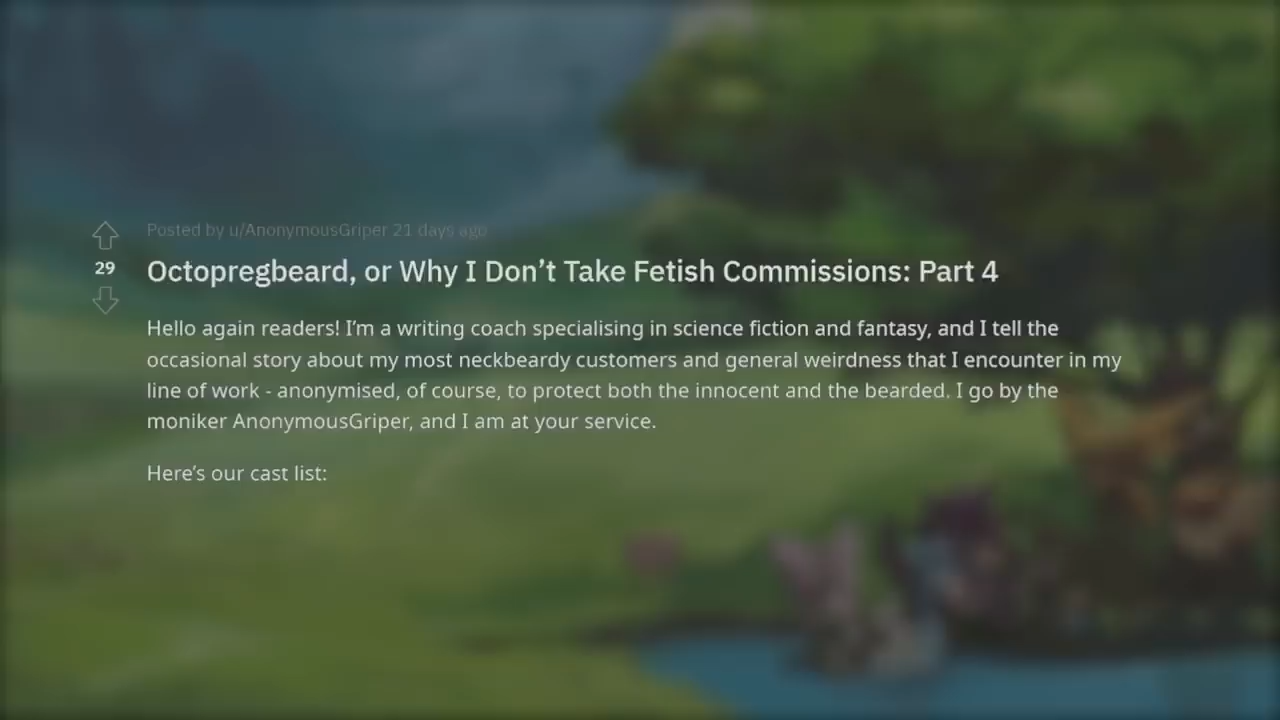 Posted by u/AnonymousGriper 21 days ago
29
Octopregbeard, or Why I Don’t Take Fetish Commissions: Part 4
Hello again readers! I’m a writing coach specialising in science fiction and fantasy, and I tell the
occasional story about my most neckbeardy customers and general weirdness that I encounter in my
line of work - anonymised, of course, to protect both the innocent and the bearded. I go by the
moniker AnonymousGriper, and I am at your service.
Here’s our cast list: